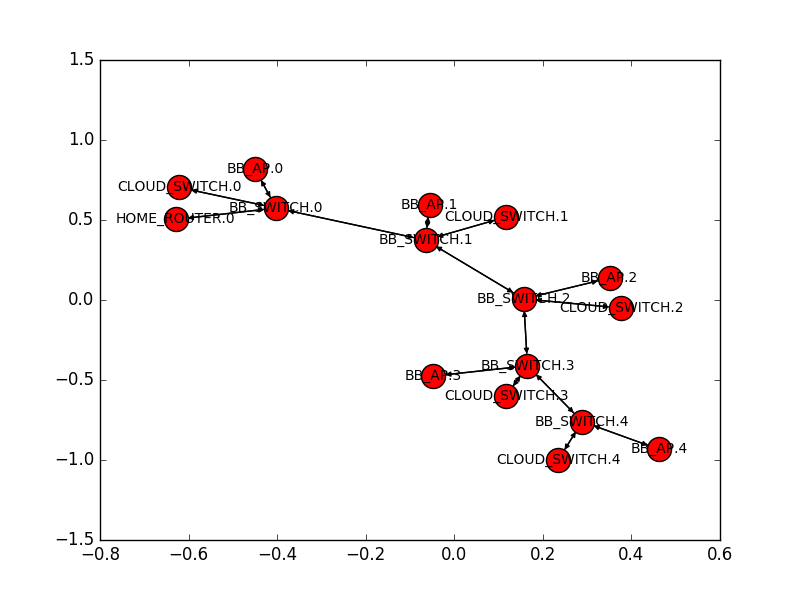 1.5
1.0
0.5
0.0
−0.5
−1.0
−1.5
−0.8
−0.6
−0.4
−0.2
0.0
0.2
0.4
0.6
BB_AP.0
CLOUD_SWITCH.0
BB_SWITCH.0
HOME_ROUTER.0
BB_AP.1
CLOUD_SWITCH.1
BB_SWITCH.1
BB_AP.2
BB_SWITCH.2
CLOUD_SWITCH.2
BB_SWITCH.3
BB_AP.3
CLOUD_SWITCH.3
BB_SWITCH.4
BB_AP.4
CLOUD_SWITCH.4